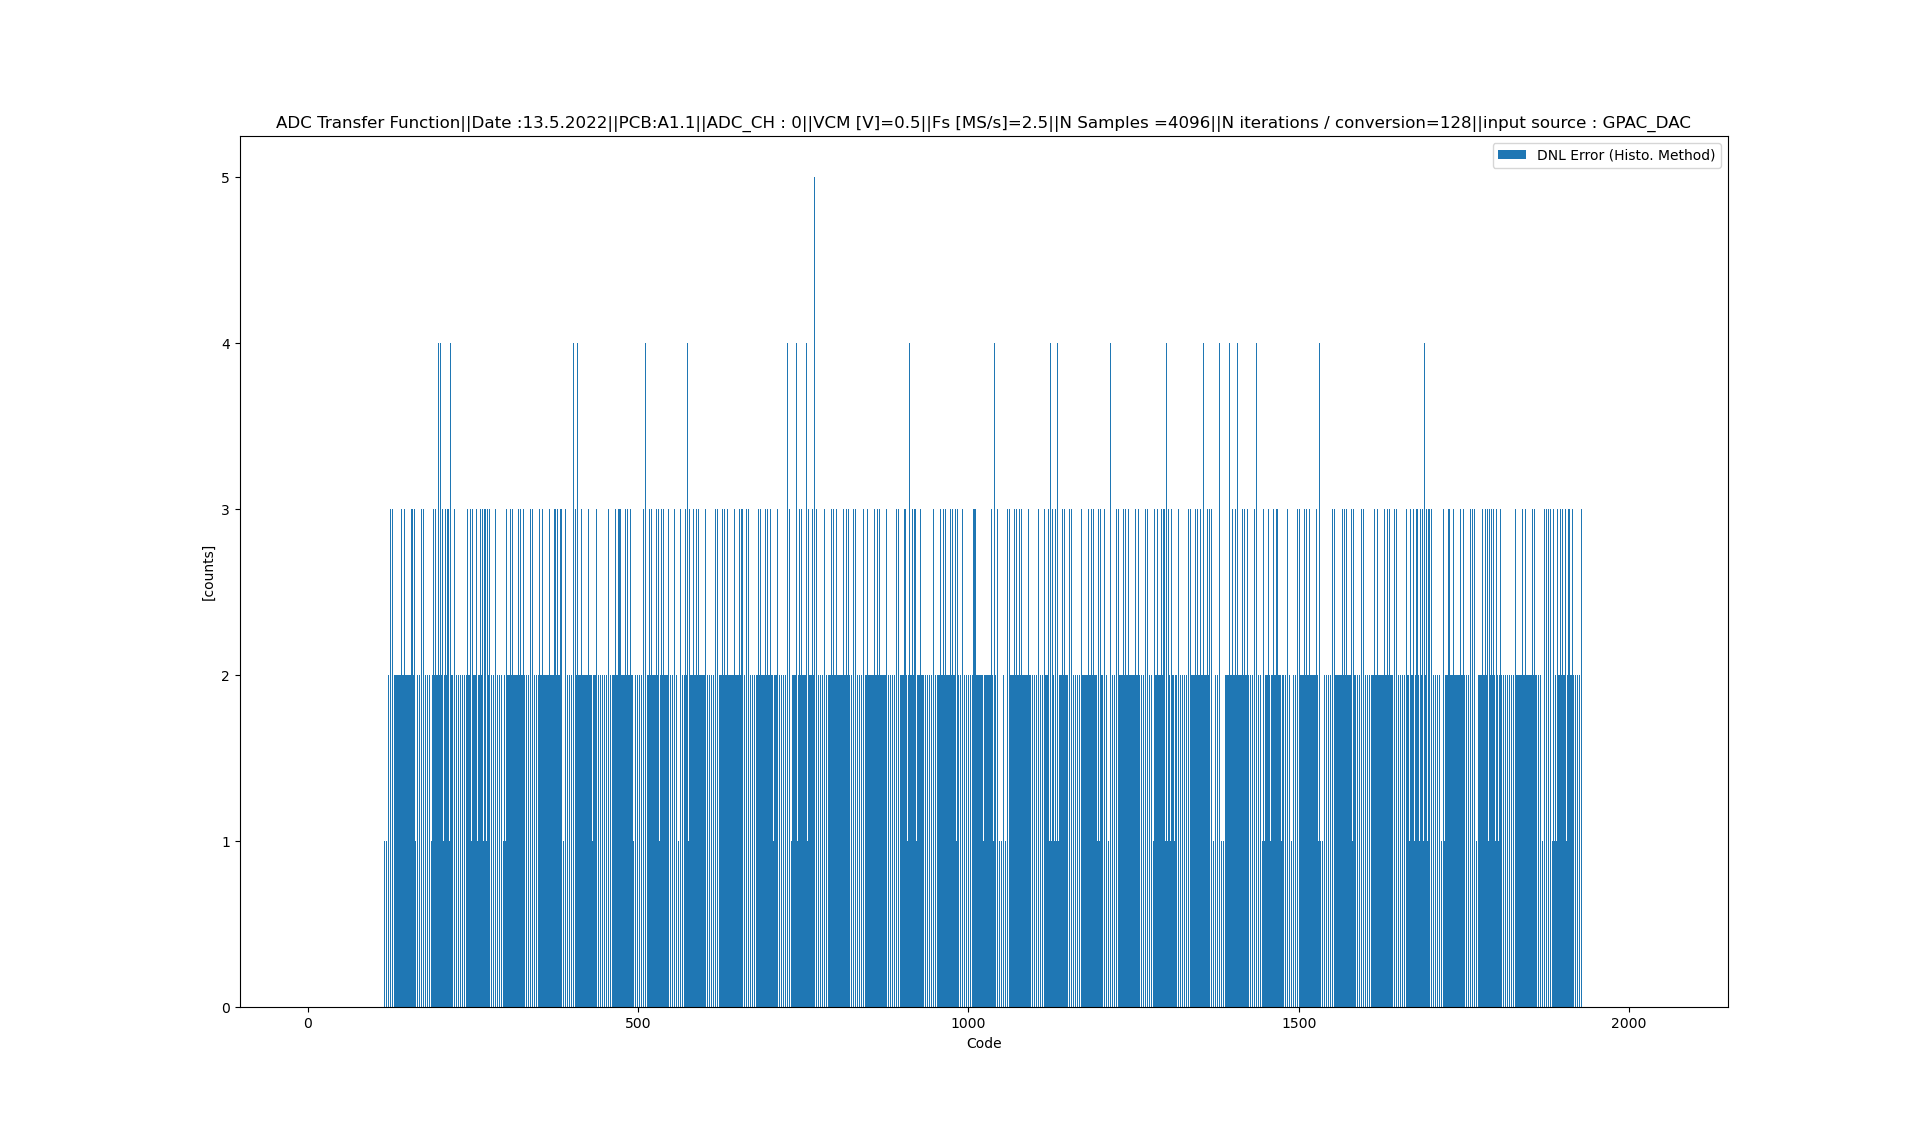 ADC Transfer Function||Date :13.5.2022||PCB:A1.1||ADC_CH : 0||VCM [V]=0.5||Fs [MS/s]=2.5||N Samples =4096||N iterations / conversion=128||input source : GPAC_DAC
DNL Error (Histo. Method)
5
4
3
2
1
0
[counts]
0 500 1000 1500 2000
Code